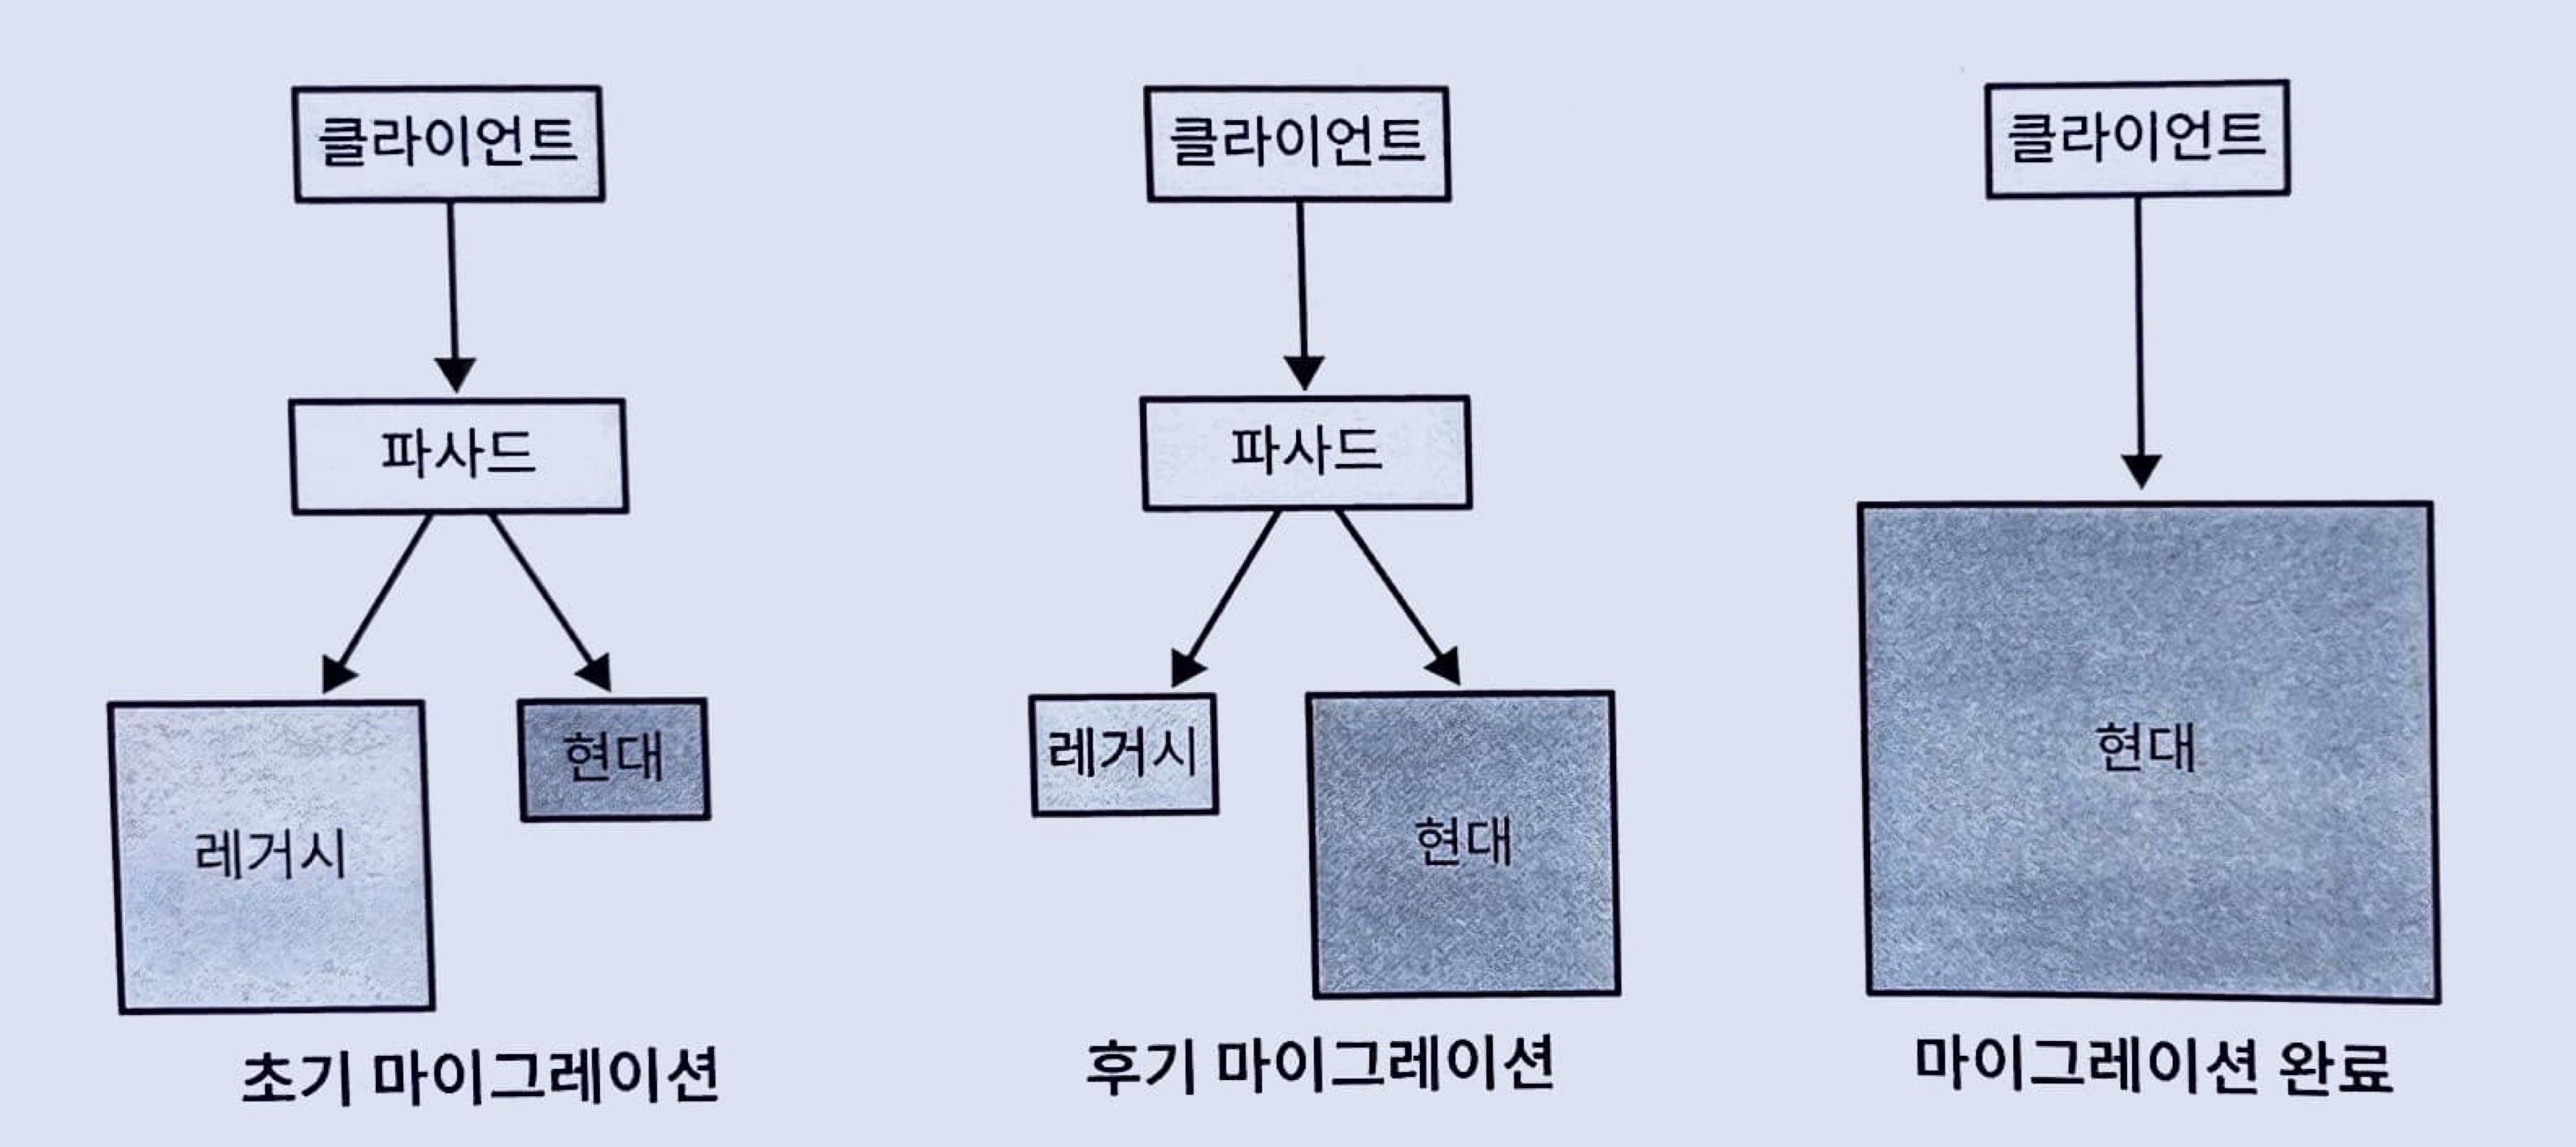 클라이언트
파사드
레거시
현대
초기 마이그레이션
클라이언트
파사드
레거시
현대
후기 마이그레이션
클라이언트
현대
마이그레이션 완료